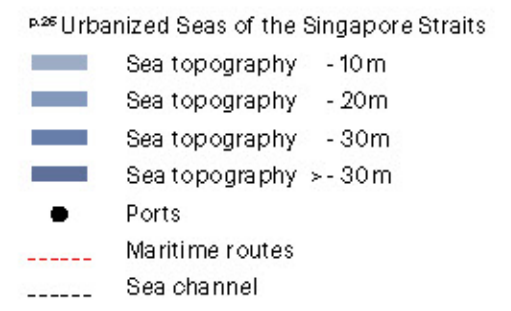 p.26 Urbanized Seas of the Singapore Straits
Sea topography -10m
Sea topography -20m
Sea topography -30m
Sea topography >-30m
Ports
Maritime routes
Sea channel